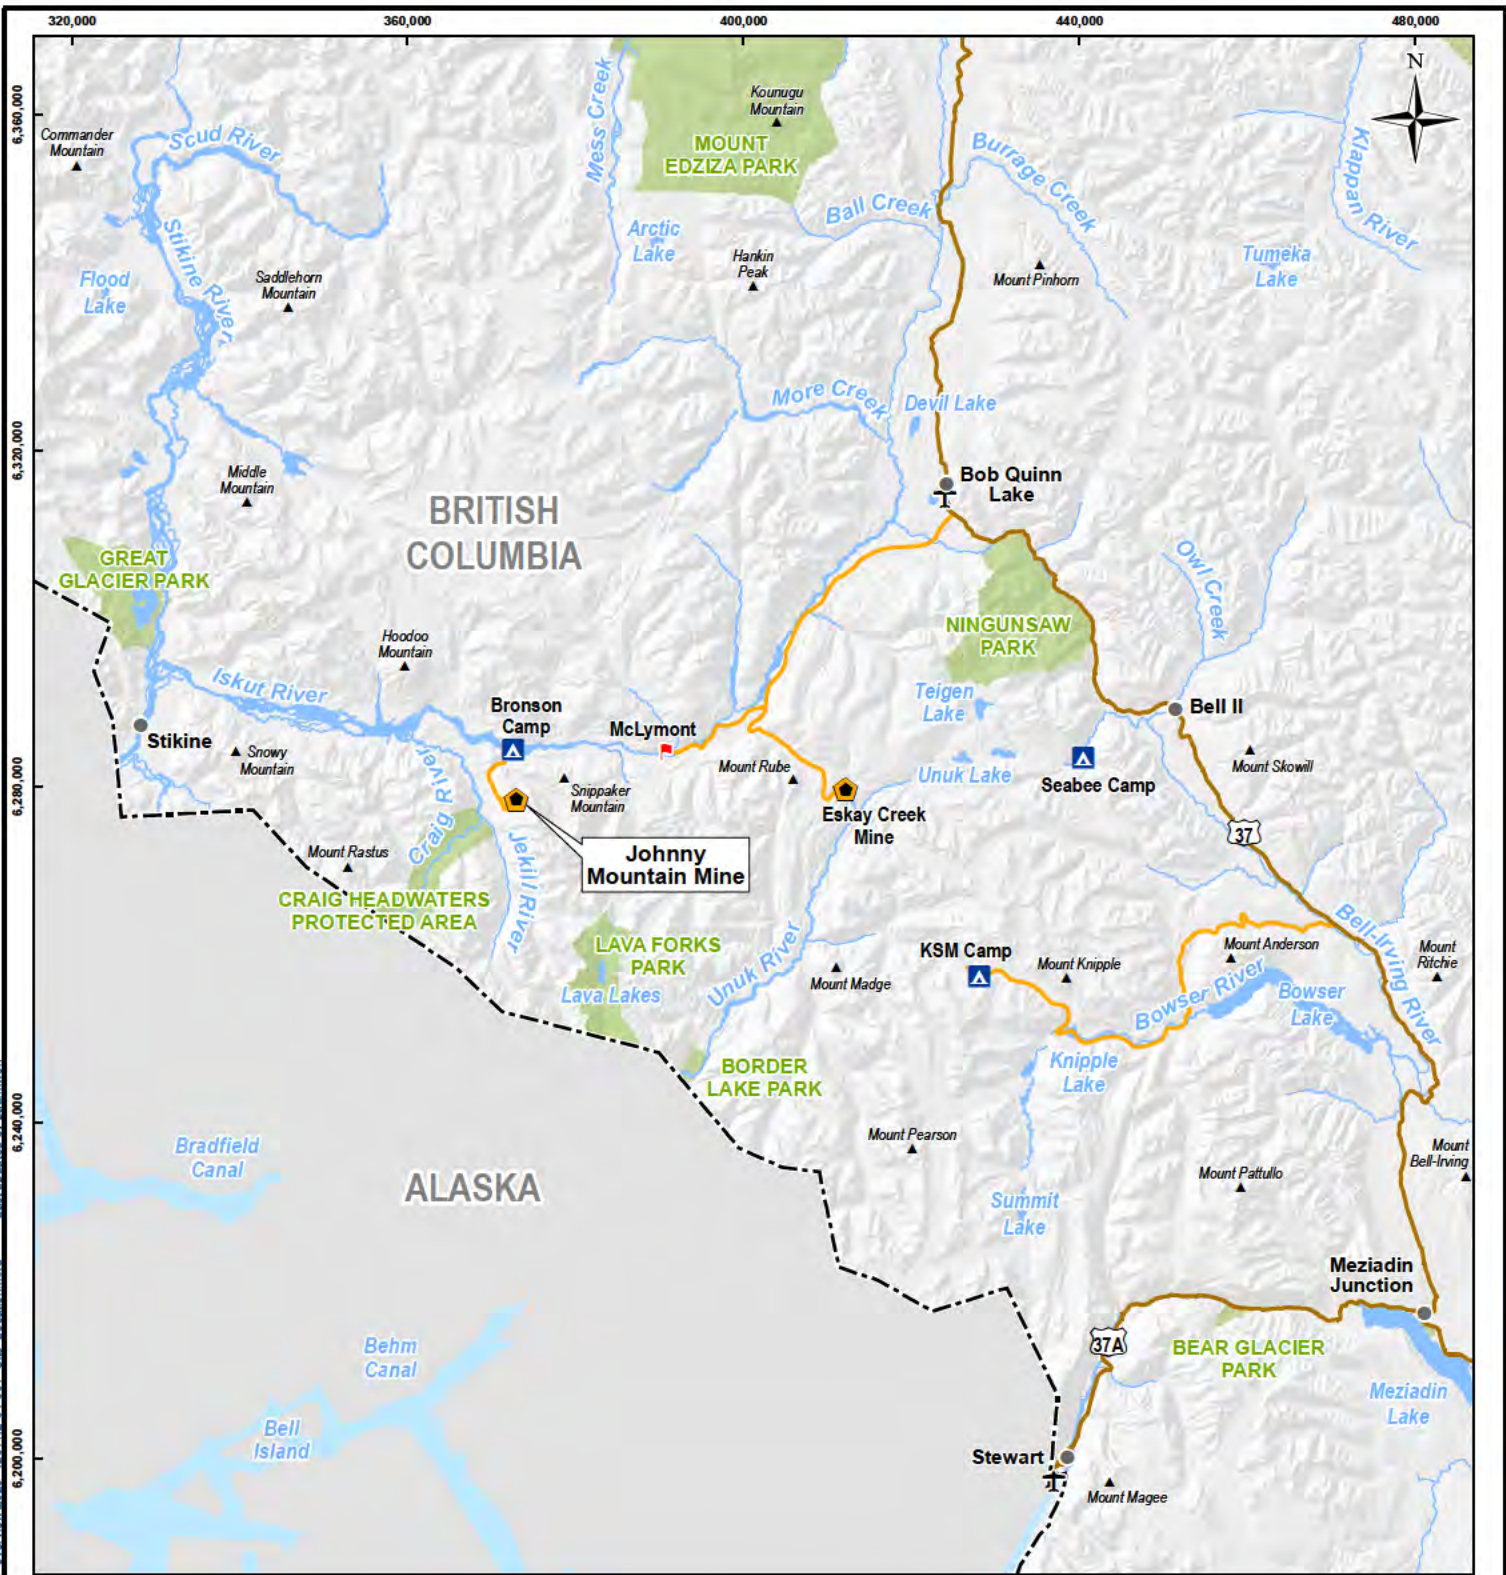 320,000
360,000
400,000
440,000
480,000
6,360,000
6,320,000
6,280,000
6,240,000
6,200,000
N
Commander
Mountain
Scud River
Mess Creek
Kounugu
Mountain
MOUNT
EDZIZA PARK
Burrage Creek
Klappan River
Ball Creek
Stikine River
Arctic
Lake
Hankin
Peak
Mount Pinhorn
Tumeka
Lake
Flood
Lake
Saddlehorn
Mountain
More Creek
Devil Lake
Middle
Mountain
Bob Quinn
Lake
BRITISH
COLUMBIA
GREAT
GLACIER PARK
Owl Creek
NINGUNSAW
PARK
Hoodoo
Mountain
Iskut River
Bronson
Camp
McLymont
Teigen
Lake
Bell II
Stikine
Snowy
Mountain
Craig River
Snippaker
Mountain
Mount Rube
Unuk Lake
Seabee Camp
Mount Skowill
Eskay Creek
Mine
37
Jekill River
Johnny
Mountain Mine
Mount Rastus
CRAIG HEADWATERS
PROTECTED AREA
LAVA FORKS
PARK
Lava Lakes
Unuk River
KSM Camp
Mount Madge
Mount Knipple
Mount Anderson
Bell-Irving River
Mount
Ritchie
Bowser River
Bowser
Lake
Knipple
Lake
BORDER
LAKE PARK
Bradfield
Canal
ALASKA
Mount Pearson
Mount
Bell-Irving
Mount Pattullo
Summit
Lake
Meziadin
Junction
Behm
Canal
37A
BEAR GLACIER
PARK
Meziadin
Lake
Bell
Island
Stewart
Mount Magee